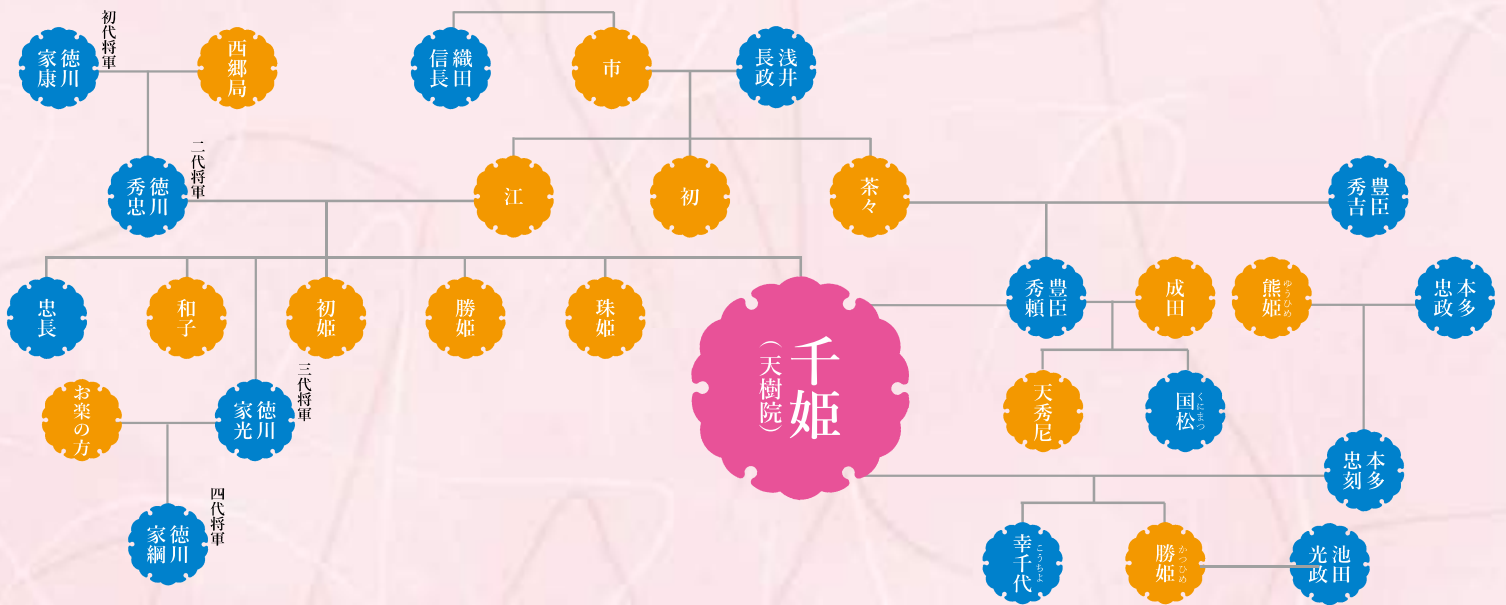 初代将軍
徳川
家康
西郷局
織田
信長
市
浅井
長政
二代将軍
徳川
秀忠
江
初
茶々
豊臣
秀吉
忠長
和子
初姫
勝姫
珠姫
千姫
(天樹院)
豊臣
秀頼
成田
熊姫
ゆうひめ
本多
忠政
お楽の方
三代将軍
徳川
家光
天秀尼
国松
くにまつ
本多
忠刻
四代将軍
徳川
家綱
幸千代
こうちよ
勝姫
かつひめ
池田
光政